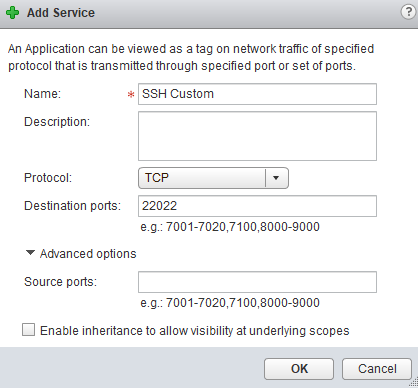 Add Service
?
An Application can be viewed as a tag on network traffic of specified
protocol that is transmitted through specified port or set of ports.
Name: * SSH Custom
Description:
Protocol: TCP
Destination ports: 22022
e.g.: 7001-7020,7100,8000-9000
Advanced options
Source ports:
e.g.: 7001-7020,7100,8000-9000
Enable inheritance to allow visibility at underlying scopes
OK Cancel